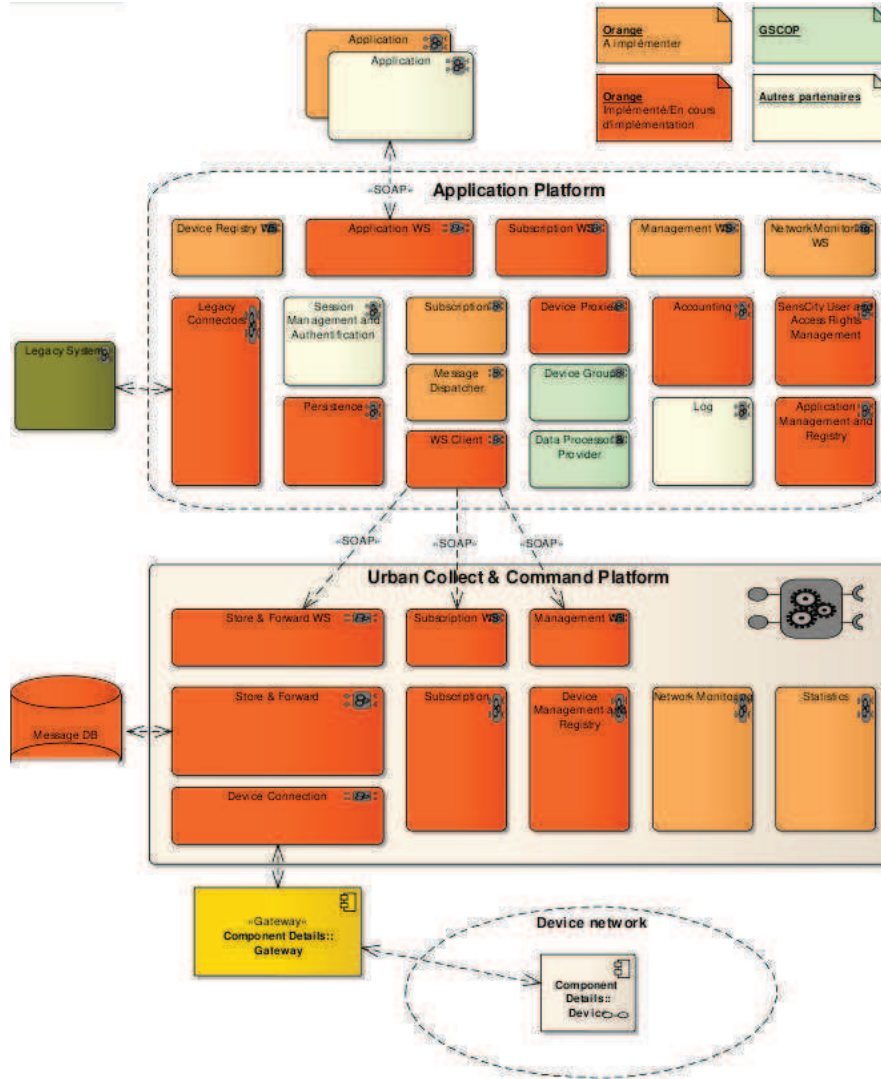 Application
Application
Orange
A implémenter
GSCOP
Orange
Implémenté/En cours
d'implémentation
Autres partenaires
«SOAP»
Application Platform
Device Registry WS
Application WS
Subscription WS
Management WS
Network Monitoring
WS
Legacy
Connectors
Session
Management and
Authentification
Subscription
Device Proxies
Accounting
SensCity User and
Access Rights
Management
Legacy System
Message
Dispatcher
Device Group
Persistence
WS Client
Data Processor &
Provider
Log
Application
Management and
Registry
«SOAP»
«SOAP»
«SOAP»
Urban Collect & Command Platform
Store & Forward WS
Subscription WS
Management WS
Store & Forward
Subscription
Device
Management and
Registry
Network Monitoring
Statistics
Message DB
Device Connection
«Gateway»
Component Details::
Gateway
Device network
Component
Details::
Device